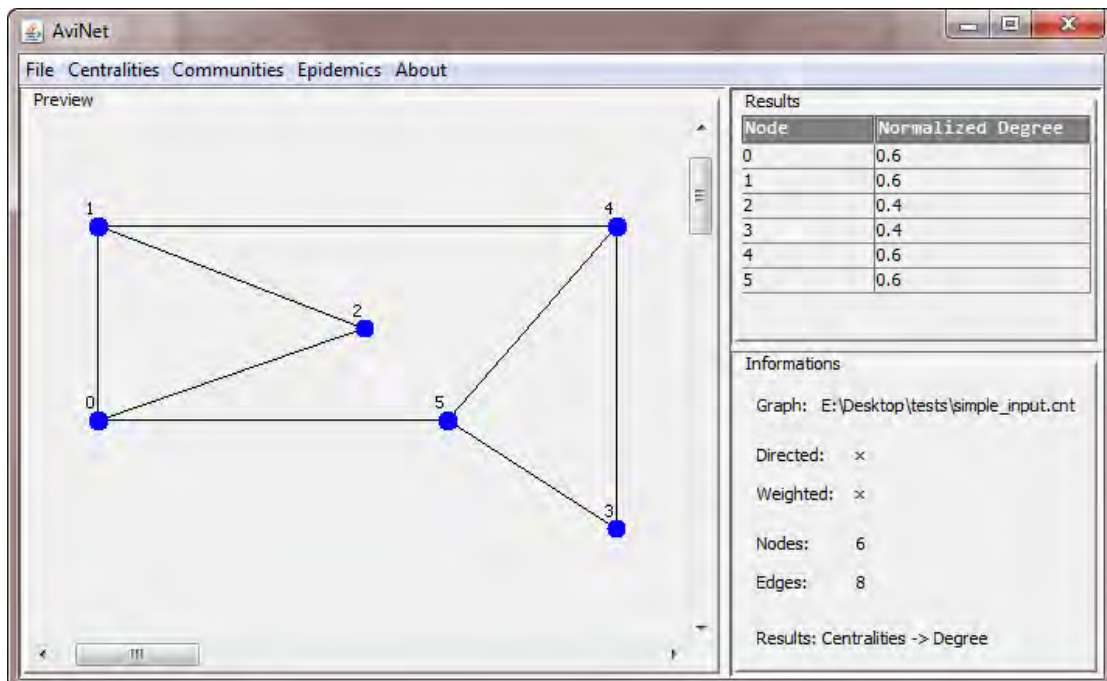 AviNet
File Centralities Communities Epidemics About
Preview
1
4
2
0
5
3
Results
Node Normalized Degree
0 0.6
1 0.6
2 0.4
3 0.4
4 0.6
5 0.6
Informations
Graph: E:\Desktop\tests\simple_input.cnt
Directed: ×
Weighted: ×
Nodes: 6
Edges: 8
Results: Centralities -> Degree